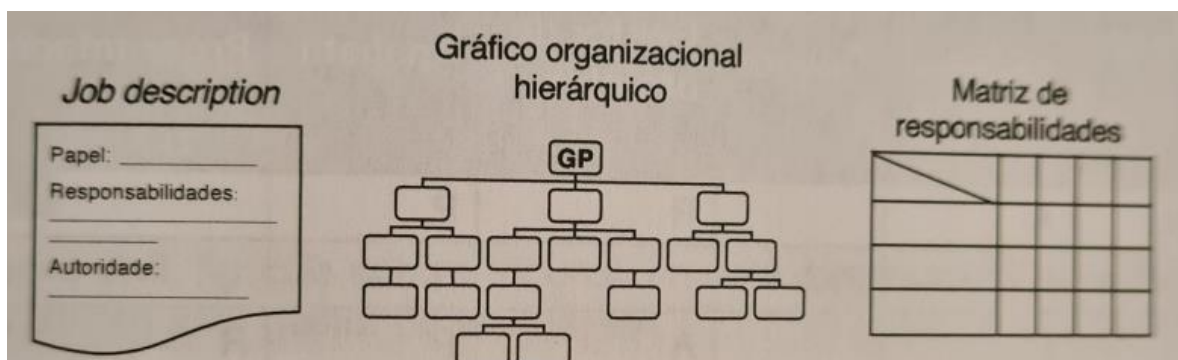 Job description
Papel:
Responsabilidades:
Autoridade:
Gráfico organizacional
hierárquico
GP
Matriz de
responsabilidades